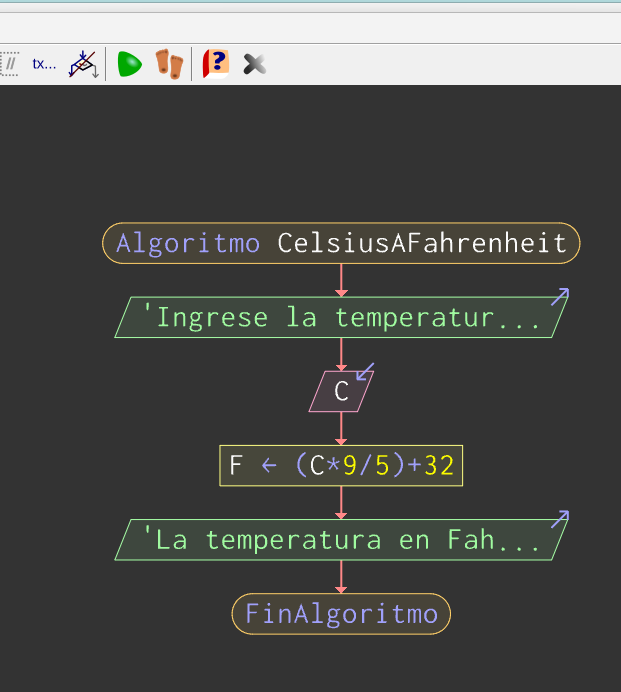 //
tx...
?
Algoritmo CelsiusAFahrenheit
'Ingrese la temperatur...
C
F ← (C*9/5)+32
'La temperatura en Fah...
FinAlgoritmo